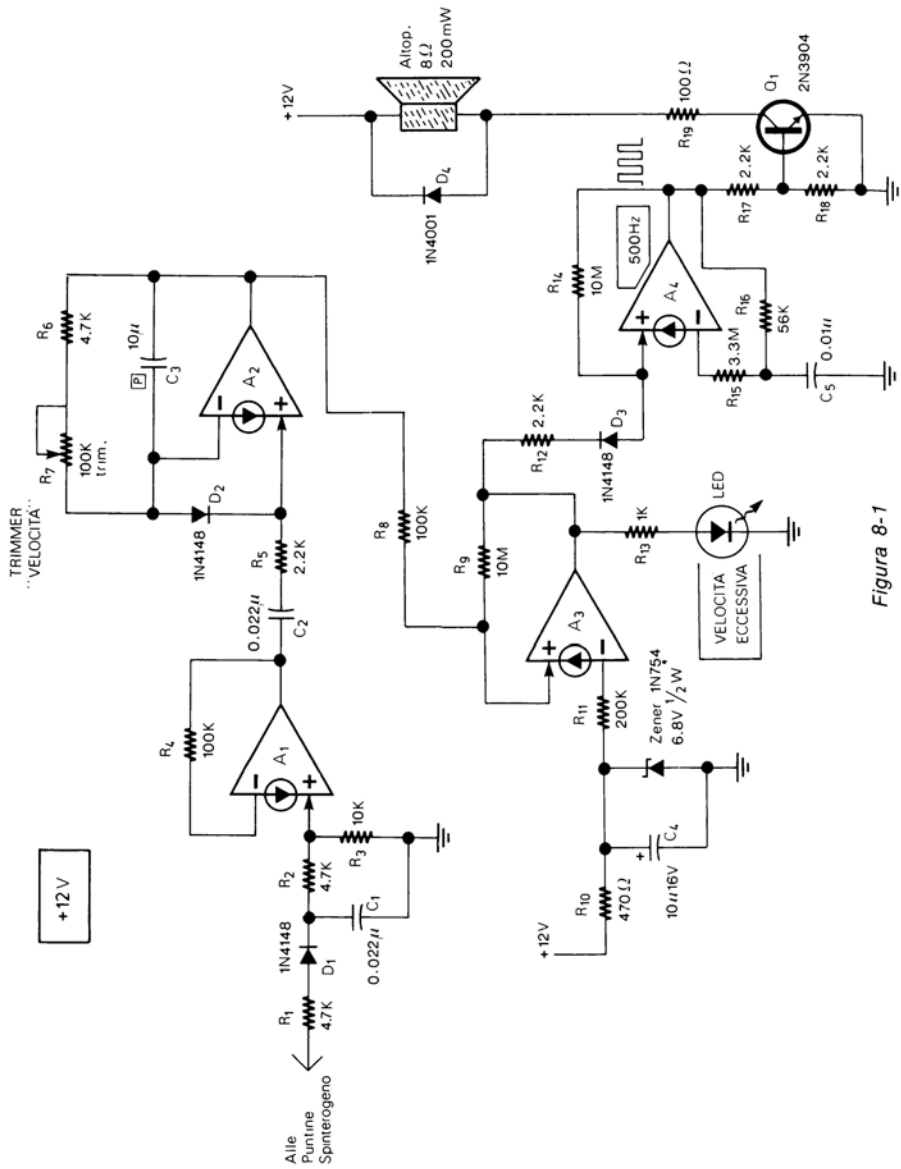 +12V
Alle
Puntine
Spinterogeno
R1
4.7K
D1
1N4148
C1
0.022µ
R2
4.7K
R3
10K
R4
100K
A1
-
+
C2
0.022µ
R5
2.2K
1N4148
D2
TRIMMER
"VELOCITÀ"
R7
100K
trim.
R6
4.7K
10µ
P
C3
A2
-
+
R8
100K
R9
10M
A3
+
-
+12V
R10
470Ω
+
C4
10µ16V
R11
200K
Zener 1N754
6.8V 1/2 W
R13
1K
LED
VELOCITA
ECCESSIVA
R12
2.2K
D3
1N4148
R14
10M
500Hz
A4
+
-
R15
3.3M
R16
56K
C5
0.01µ
R17
2.2K
R18
2.2K
Q1
2N3904
R19
100Ω
D4
1N4001
+12V
Altop.
8Ω
200mW
Figura 8-1